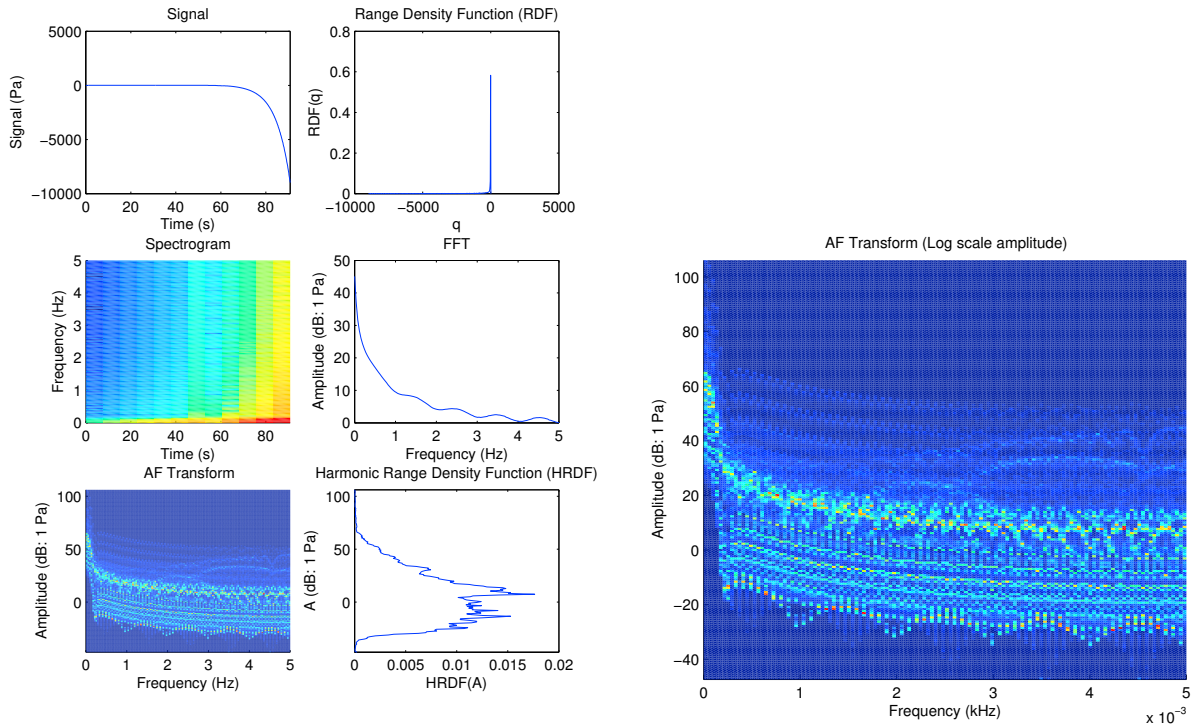 Signal
5000
0
−5000
−10000
Signal (Pa)
0 20 40 60 80
Time (s)
Range Density Function (RDF)
0.8
0.6
0.4
0.2
0
RDF(q)
−10000 −5000 0 5000
q
Spectrogram
5
4
3
2
1
0
Frequency (Hz)
0 20 40 60 80
Time (s)
FFT
50
40
30
20
10
0
Amplitude (dB: 1 Pa)
0 1 2 3 4 5
Frequency (Hz)
AF Transform
100
50
0
Amplitude (dB: 1 Pa)
0 1 2 3 4 5
Frequency (Hz)
Harmonic Range Density Function (HRDF)
100
50
0
A (dB: 1 Pa)
0 0.005 0.01 0.015 0.02
HRDF(A)
AF Transform (Log scale amplitude)
100
80
60
40
20
0
−20
−40
Amplitude (dB: 1 Pa)
0 1 2 3 4 5
Frequency (kHz)
x 10⁻³